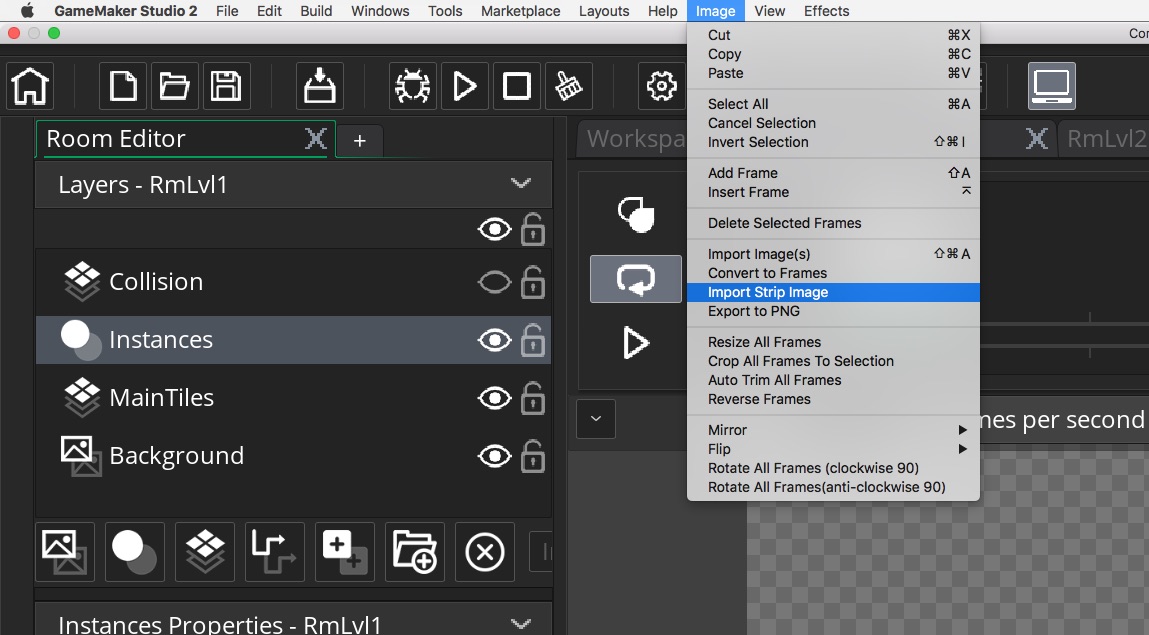 GameMaker Studio 2 File Edit Build Windows Tools Marketplace Layouts Help Image View Effects
Cut ⌘X
Copy ⌘C
Paste ⌘V
Select All ⌘A
Cancel Selection
Invert Selection ⇧⌘I
Add Frame ⇧A
Insert Frame ⌅
Delete Selected Frames
Import Image(s) ⇧⌘A
Convert to Frames
Import Strip Image
Export to PNG
Resize All Frames
Crop All Frames To Selection
Auto Trim All Frames
Reverse Frames
Mirror
Flip
Rotate All Frames (clockwise 90)
Rotate All Frames(anti-clockwise 90)
Room Editor
Layers - RmLvl1
Collision
Instances
MainTiles
Background
Instances Properties - RmLvl1
RmLvl2
per second